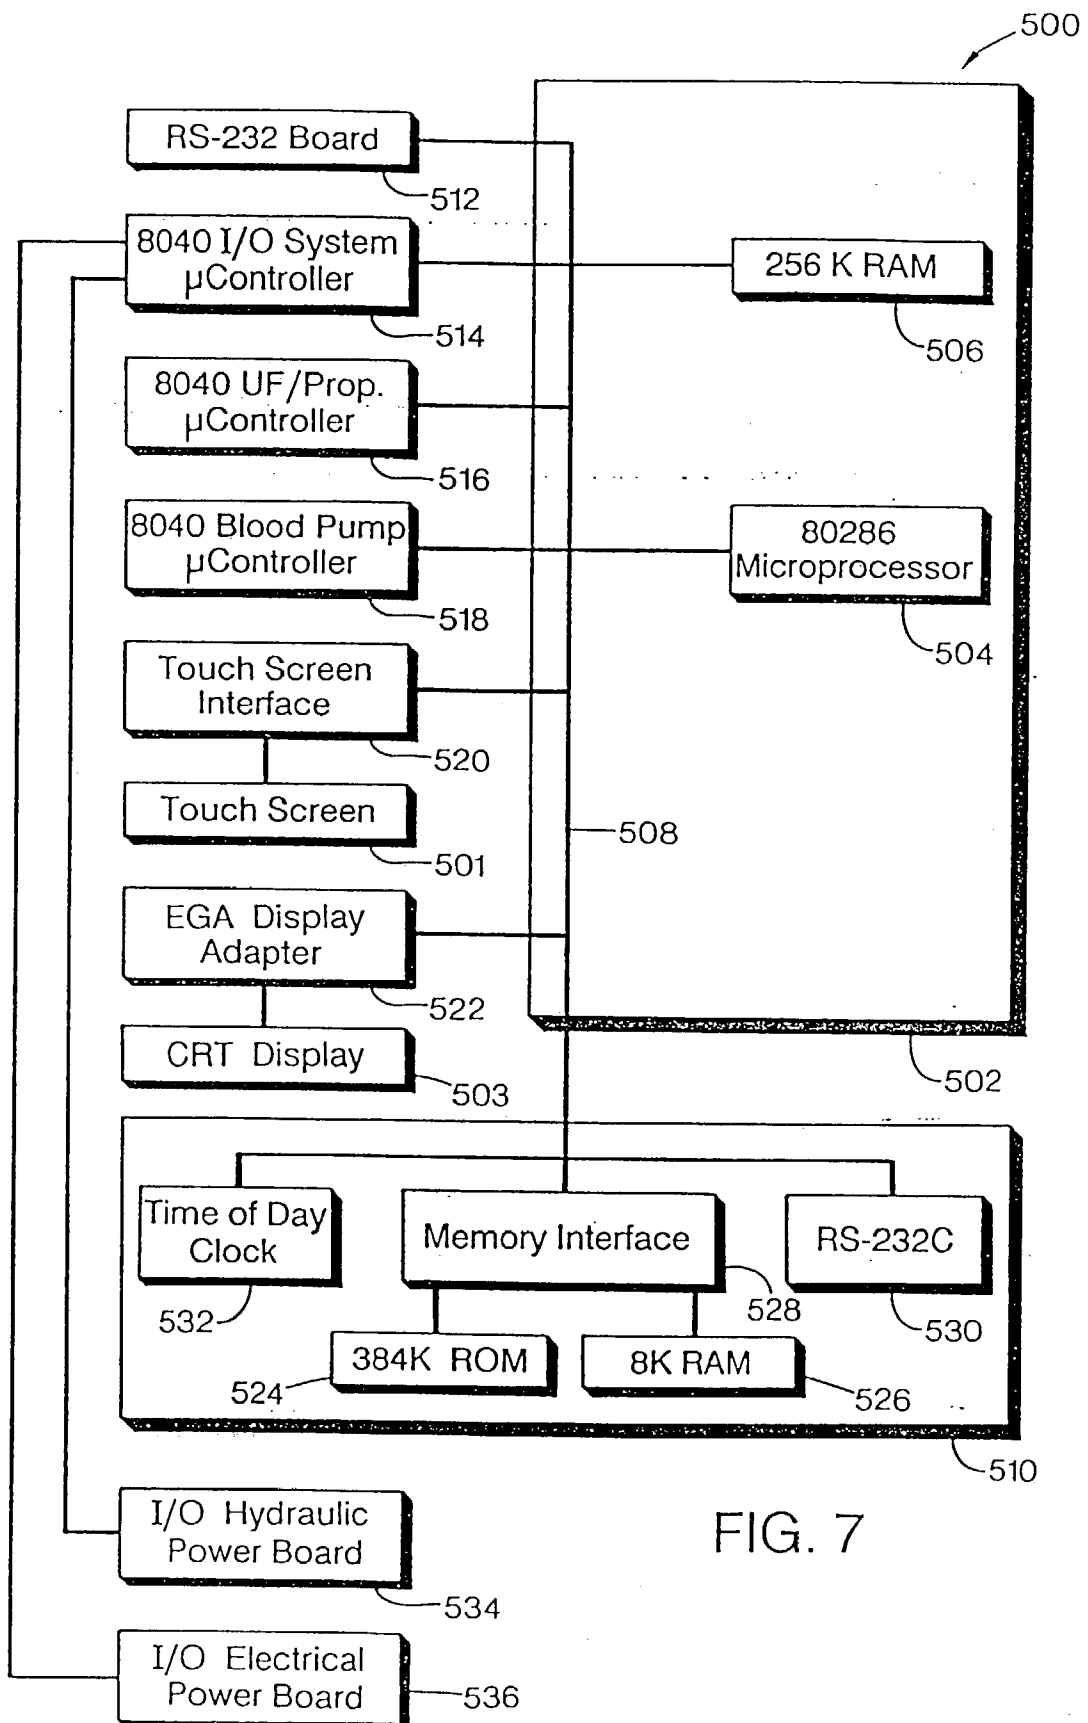 500
RS-232 Board
512
8040 I/O System
µController
514
256 K RAM
506
8040 UF/Prop.
µController
516
8040 Blood Pump
µController
518
80286
Microprocessor
504
Touch Screen
Interface
520
Touch Screen
501
508
EGA Display
Adapter
522
CRT Display
503
502
Time of Day
Clock
532
Memory Interface
528
RS-232C
530
384K ROM
524
8K RAM
526
510
I/O Hydraulic
Power Board
534
FIG. 7
I/O Electrical
Power Board
536